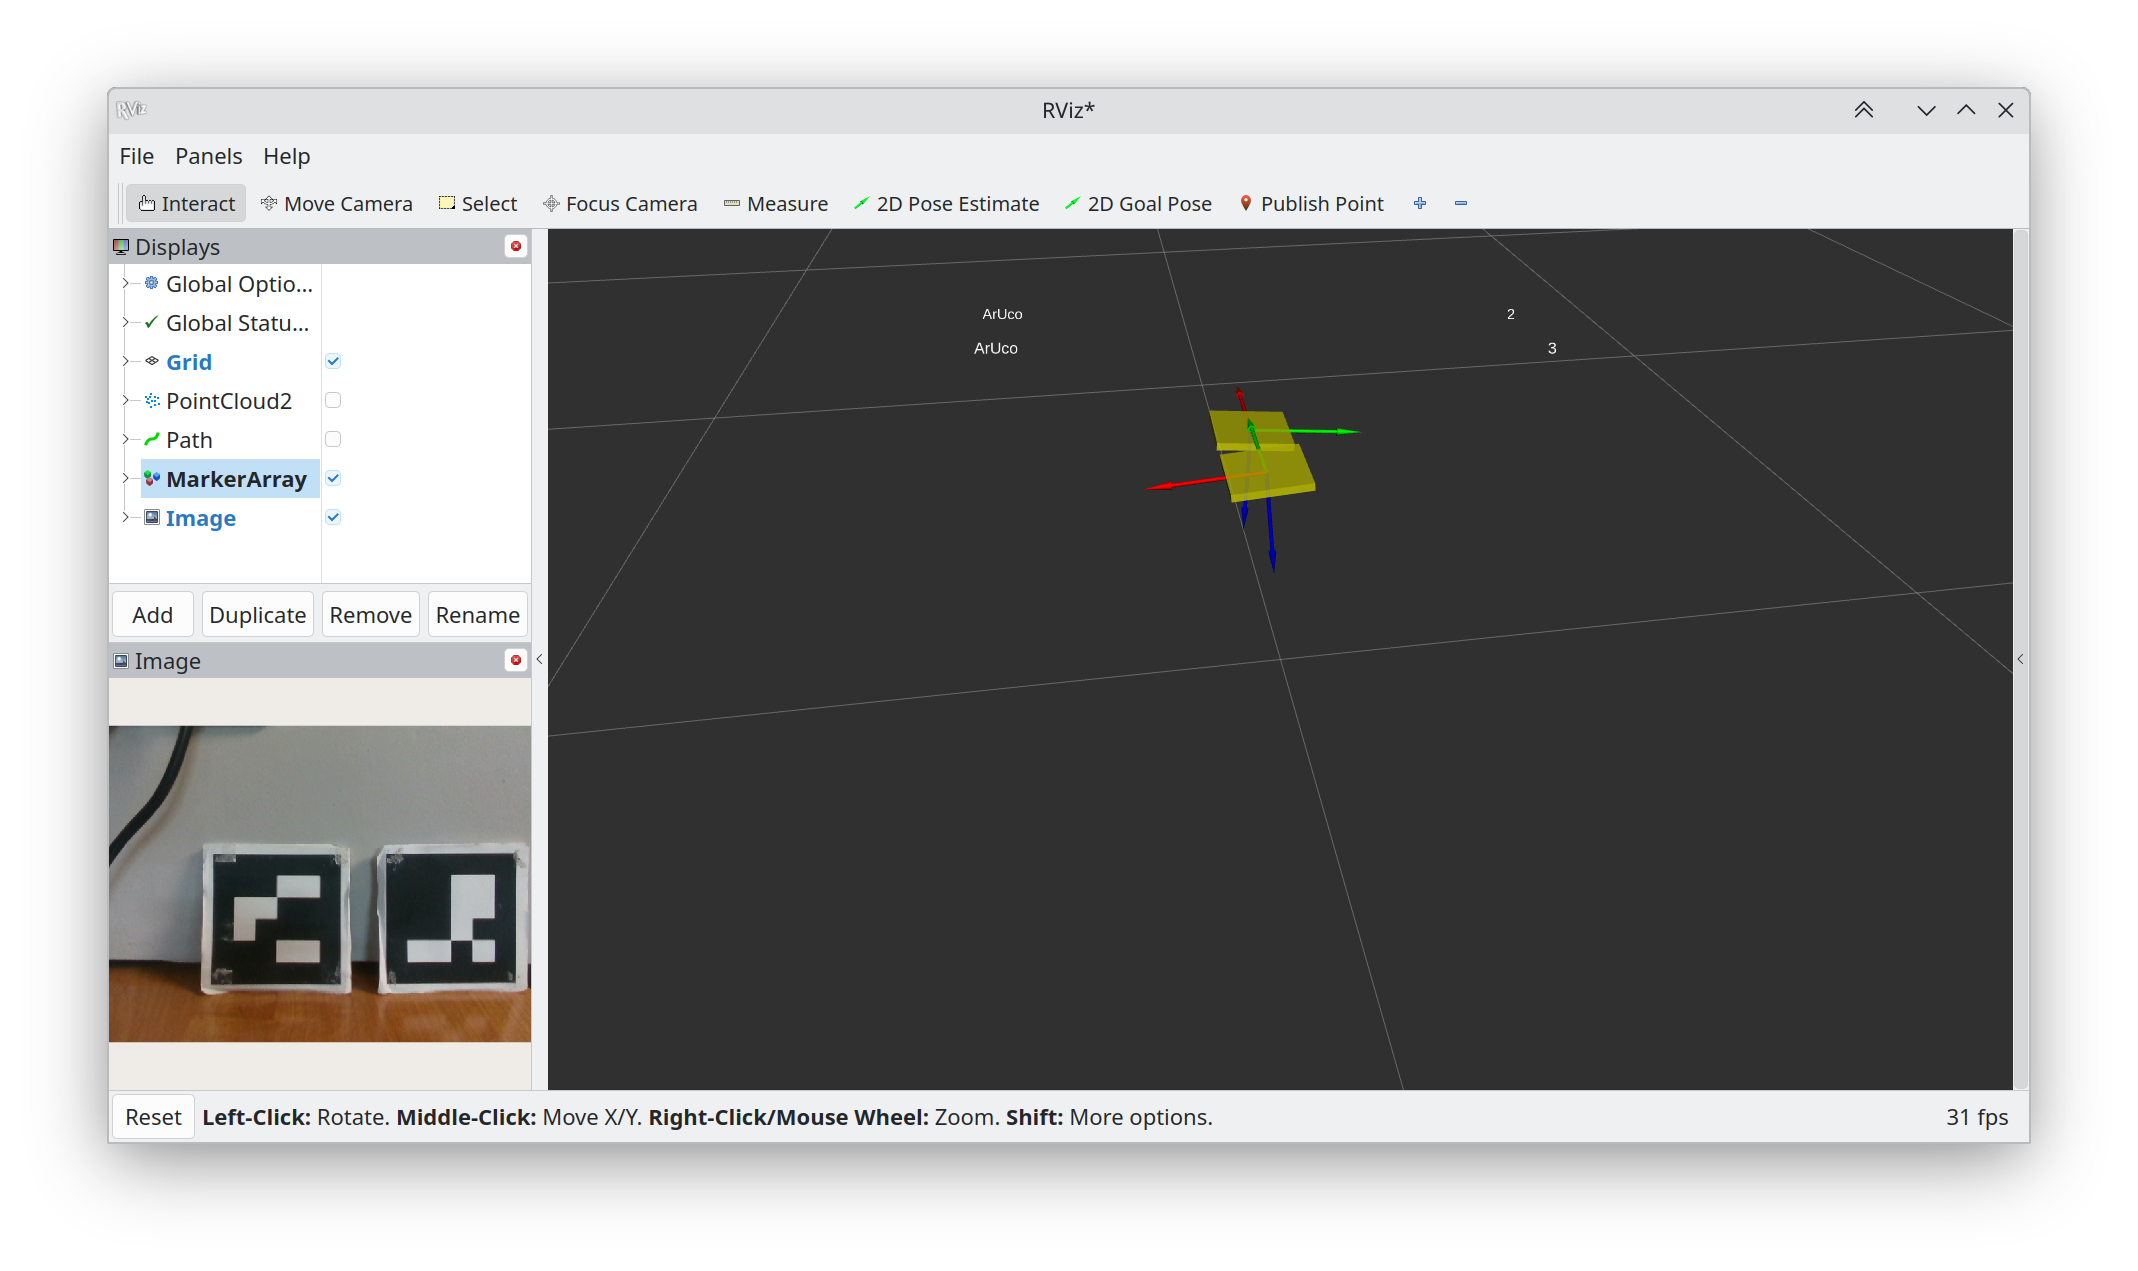 RViz
RViz*
File Panels Help
Interact Move Camera Select Focus Camera Measure 2D Pose Estimate 2D Goal Pose Publish Point
Displays
Global Optio...
Global Statu...
Grid
PointCloud2
Path
MarkerArray
Image
Add Duplicate Remove Rename
Image
ArUco 2
ArUco 3
Reset Left-Click: Rotate. Middle-Click: Move X/Y. Right-Click/Mouse Wheel: Zoom. Shift: More options. 31 fps